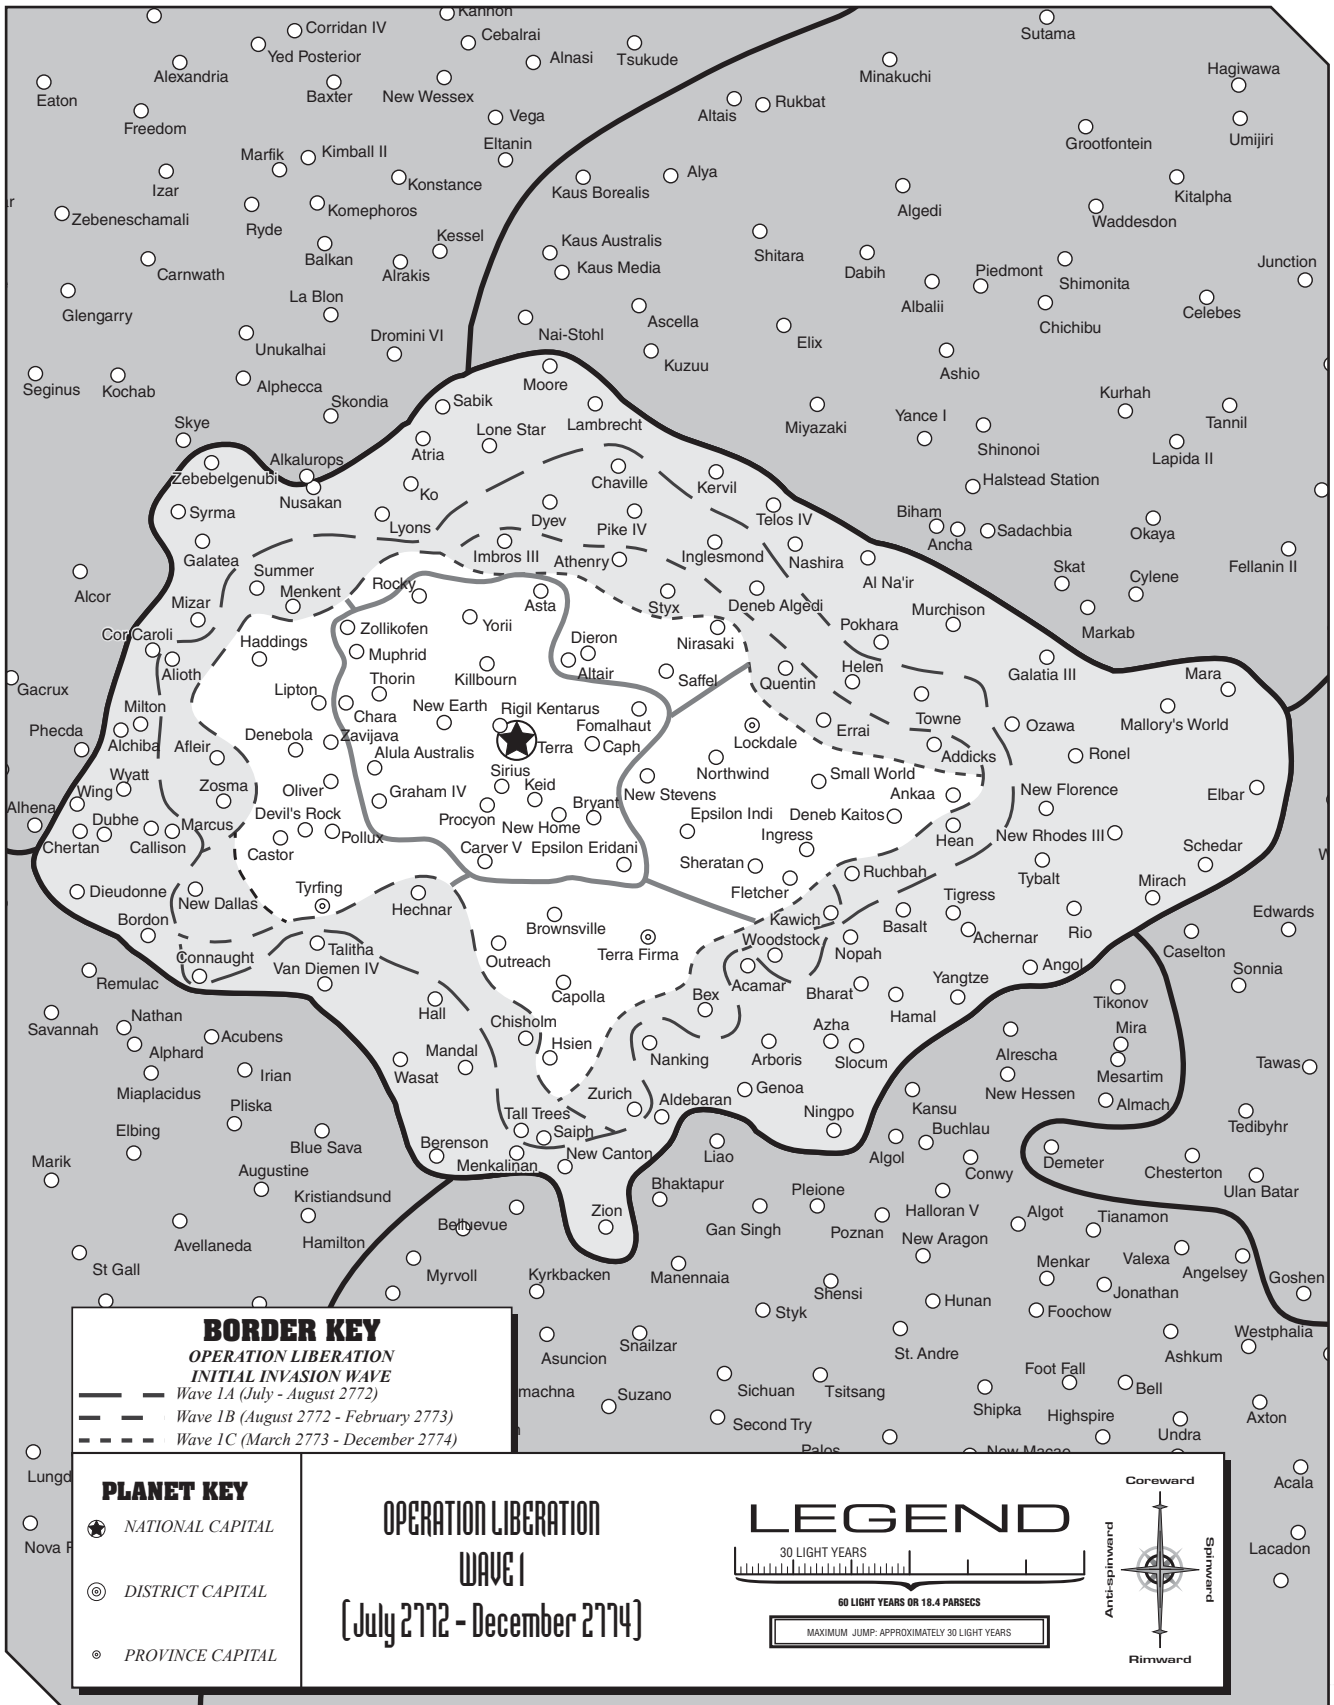 Kannon
Corridan IV
Cebalrai
Sutama
Yed Posterior
Alnasi
Tsukude
Alexandria
Minakuchi
Hagiwawa
Eaton
Baxter
New Wessex
Altais
Rukbat
Vega
Freedom
Grootfontein
Umijiri
Eltanin
Marfik
Kimball II
Izar
Konstance
Kaus Borealis
Alya
Kitalpha
Zebeneschamali
Komephoros
Algedi
Waddesdon
Ryde
Kessel
Kaus Australis
Shitara
Balkan
Alrakis
Kaus Media
Dabih
Piedmont
Junction
Carnwath
Shimonita
La Blon
Albalii
Glengarry
Ascella
Chichibu
Celebes
Dromini VI
Nai-Stohl
Elix
Unukalhai
Kuzuu
Ashio
Seginus
Kochab
Alphecca
Moore
Kurhah
Skondia
Sabik
Yance I
Tannil
Skye
Lone Star
Lambrecht
Miyazaki
Shinonoi
Atria
Lapida II
Alkalurops
Zebebelgenubi
Chaville
Kervil
Halstead Station
Nusakan
Ko
Syrma
Lyons
Dyev
Pike IV
Telos IV
Biham
Sadachbia
Okaya
Ancha
Galatea
Imbros III
Athenry
Inglesmond
Nashira
Fellanin II
Summer
Al Na'ir
Skat
Cylene
Alcor
Menkent
Rocky
Mizar
Asta
Styx
Deneb Algedi
Murchison
Markab
Cor Caroli
Haddings
Zollikofen
Yorii
Dieron
Nirasaki
Pokhara
Muphrid
Altair
Helen
Galatia III
Mara
Alioth
Lipton
Thorin
Killbourn
Saffel
Quentin
Gacrux
Milton
Chara
New Earth
Rigil Kentarus
Towne
Mallory's World
Phecda
Alchiba
Afleir
Denebola
Zavijava
Fomalhaut
Lockdale
Errai
Ozawa
Alula Australis
Terra
Caph
Addicks
Ronel
Wyatt
Sirius
Northwind
Small World
Zosma
Oliver
Graham IV
Keid
New Stevens
Ankaa
New Florence
Elbar
Alhena
Wing
Devil's Rock
Procyon
Bryant
Epsilon Indi
Deneb Kaitos
Dubhe
Marcus
Pollux
New Home
Ingress
Hean
New Rhodes III
Chertan
Callison
Castor
Carver V
Epsilon Eridani
Sheratan
Schedar
Ruchbah
Tybalt
Dieudonne
Tyrfing
Fletcher
Tigress
Mirach
New Dallas
Hechnar
Bordon
Brownsville
Kawich
Basalt
Edwards
Woodstock
Achernar
Rio
Talitha
Connaught
Outreach
Terra Firma
Nopah
Caselton
Van Diemen IV
Angol
Remulac
Capolla
Acamar
Bharat
Yangtze
Sonnia
Bex
Hall
Tikonov
Savannah
Nathan
Chisholm
Azha
Hamal
Acubens
Mira
Alphard
Mandal
Hsien
Nanking
Arboris
Slocum
Alrescha
Irian
Wasat
Mesartim
Tawas
Miaplacidus
Zurich
Genoa
New Hessen
Almach
Pliska
Tall Trees
Aldebaran
Ningpo
Kansu
Elbing
Saiph
Buchlau
Tedibyhr
Blue Sava
Berenson
New Canton
Liao
Algol
Marik
Menkalinan
Demeter
Chesterton
Augustine
Conwy
Bhaktapur
Pleione
Ulan Batar
Kristiandsund
Halloran V
Bellyevue
Zion
Gan Singh
Poznan
Algot
Tianamon
Avellaneda
Hamilton
New Aragon
St Gall
Myrvoll
Kyrkbacken
Manennaia
Menkar
Valexa
Angelsey
Goshen
Shensi
Jonathan
Styk
Hunan
Foochow
Snailzar
Westphalia
Asuncion
St. Andre
Ashkum
Foot Fall
machna
Suzano
Sichuan
Tsitsang
Bell
Shipka
Highspire
Axton
Second Try
Undra
Palos
New Macao
Lungd
Acala
Nova F
Lacadon
BORDER KEY
OPERATION LIBERATION
INITIAL INVASION WAVE
Wave 1A (July - August 2772)
Wave 1B (August 2772 - February 2773)
Wave 1C (March 2773 - December 2774)
PLANET KEY
NATIONAL CAPITAL
DISTRICT CAPITAL
PROVINCE CAPITAL
OPERATION LIBERATION
WAVE 1
(July 2772 - December 2774)
LEGEND
30 LIGHT YEARS
60 LIGHT YEARS OR 18.4 PARSECS
MAXIMUM JUMP: APPROXIMATELY 30 LIGHT YEARS
Coreward
Anti-spinward
Spinward
Rimward